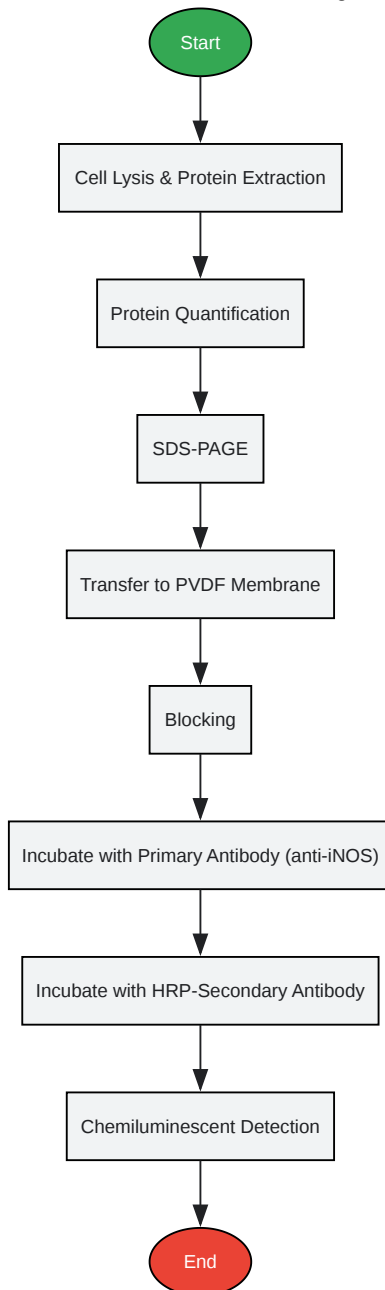 Start
Cell Lysis & Protein Extraction
Protein Quantification
SDS-PAGE
Transfer to PVDF Membrane
Blocking
Incubate with Primary Antibody (anti-iNOS)
Incubate with HRP-Secondary Antibody
Chemiluminescent Detection
End